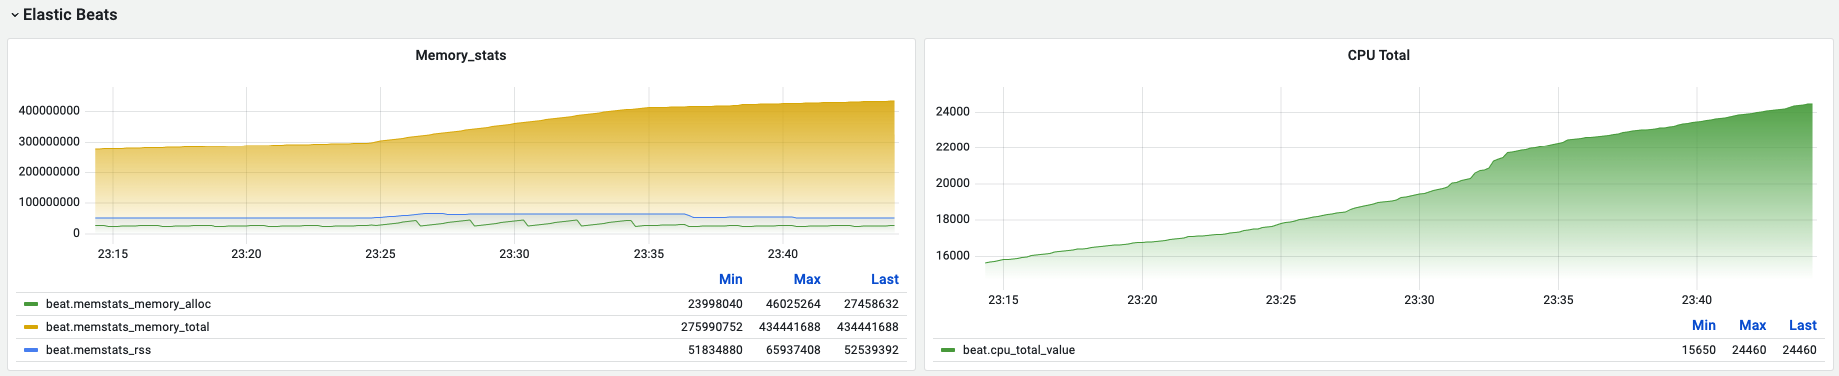 Elastic Beats
Memory_stats
400000000
300000000
200000000
100000000
0
23:15 23:20 23:25 23:30 23:35 23:40
Min Max Last
beat.memstats_memory_alloc 23998040 46025264 27458632
beat.memstats_memory_total 275990752 434441688 434441688
beat.memstats_rss 51834880 65937408 52539392
CPU Total
24000
22000
20000
18000
16000
23:15 23:20 23:25 23:30 23:35 23:40
Min Max Last
beat.cpu_total_value 15650 24460 24460